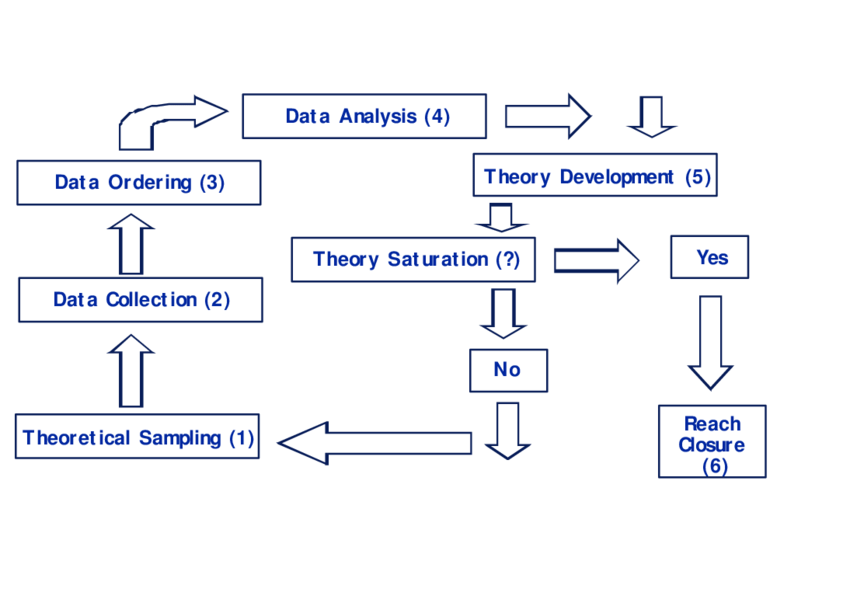 Data Analysis (4)
Data Ordering (3)
Theory Development (5)
Theory Saturation (?)
Yes
Data Collection (2)
No
Theoretical Sampling (1)
Reach
Closure
(6)